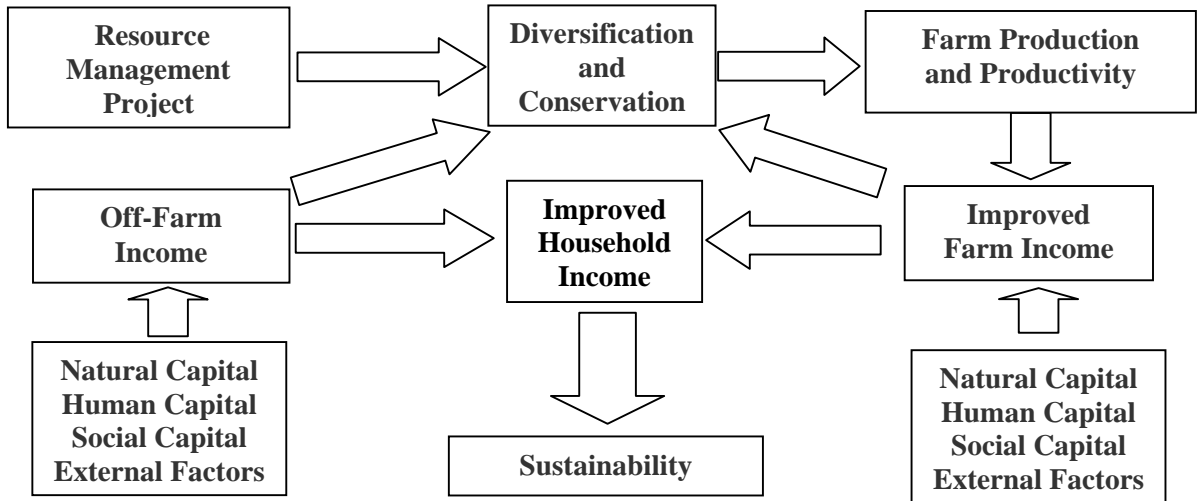 Resource
Management
Project
Diversification
and
Conservation
Farm Production
and Productivity
Off-Farm
Income
Improved
Household
Income
Improved
Farm Income
Natural Capital
Human Capital
Social Capital
External Factors
Sustainability
Natural Capital
Human Capital
Social Capital
External Factors